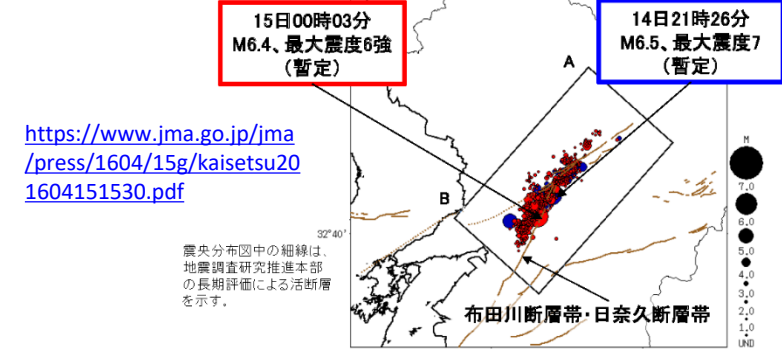 15日00時03分
M6.4、最大震度6強
（暫定）
14日21時26分
M6.5、最大震度7
（暫定）
A
https://www.jma.go.jp/jma
/press/1604/15g/kaisetsu20
1604151530.pdf
B
32°40'
震央分布図中の細線は、
地震調査研究推進本部
の長期評価による活断層
を示す。
布田川断層帯・日奈久断層帯
M
7.0
6.0
5.0
4.0
3.0
2.0
1.0
UND